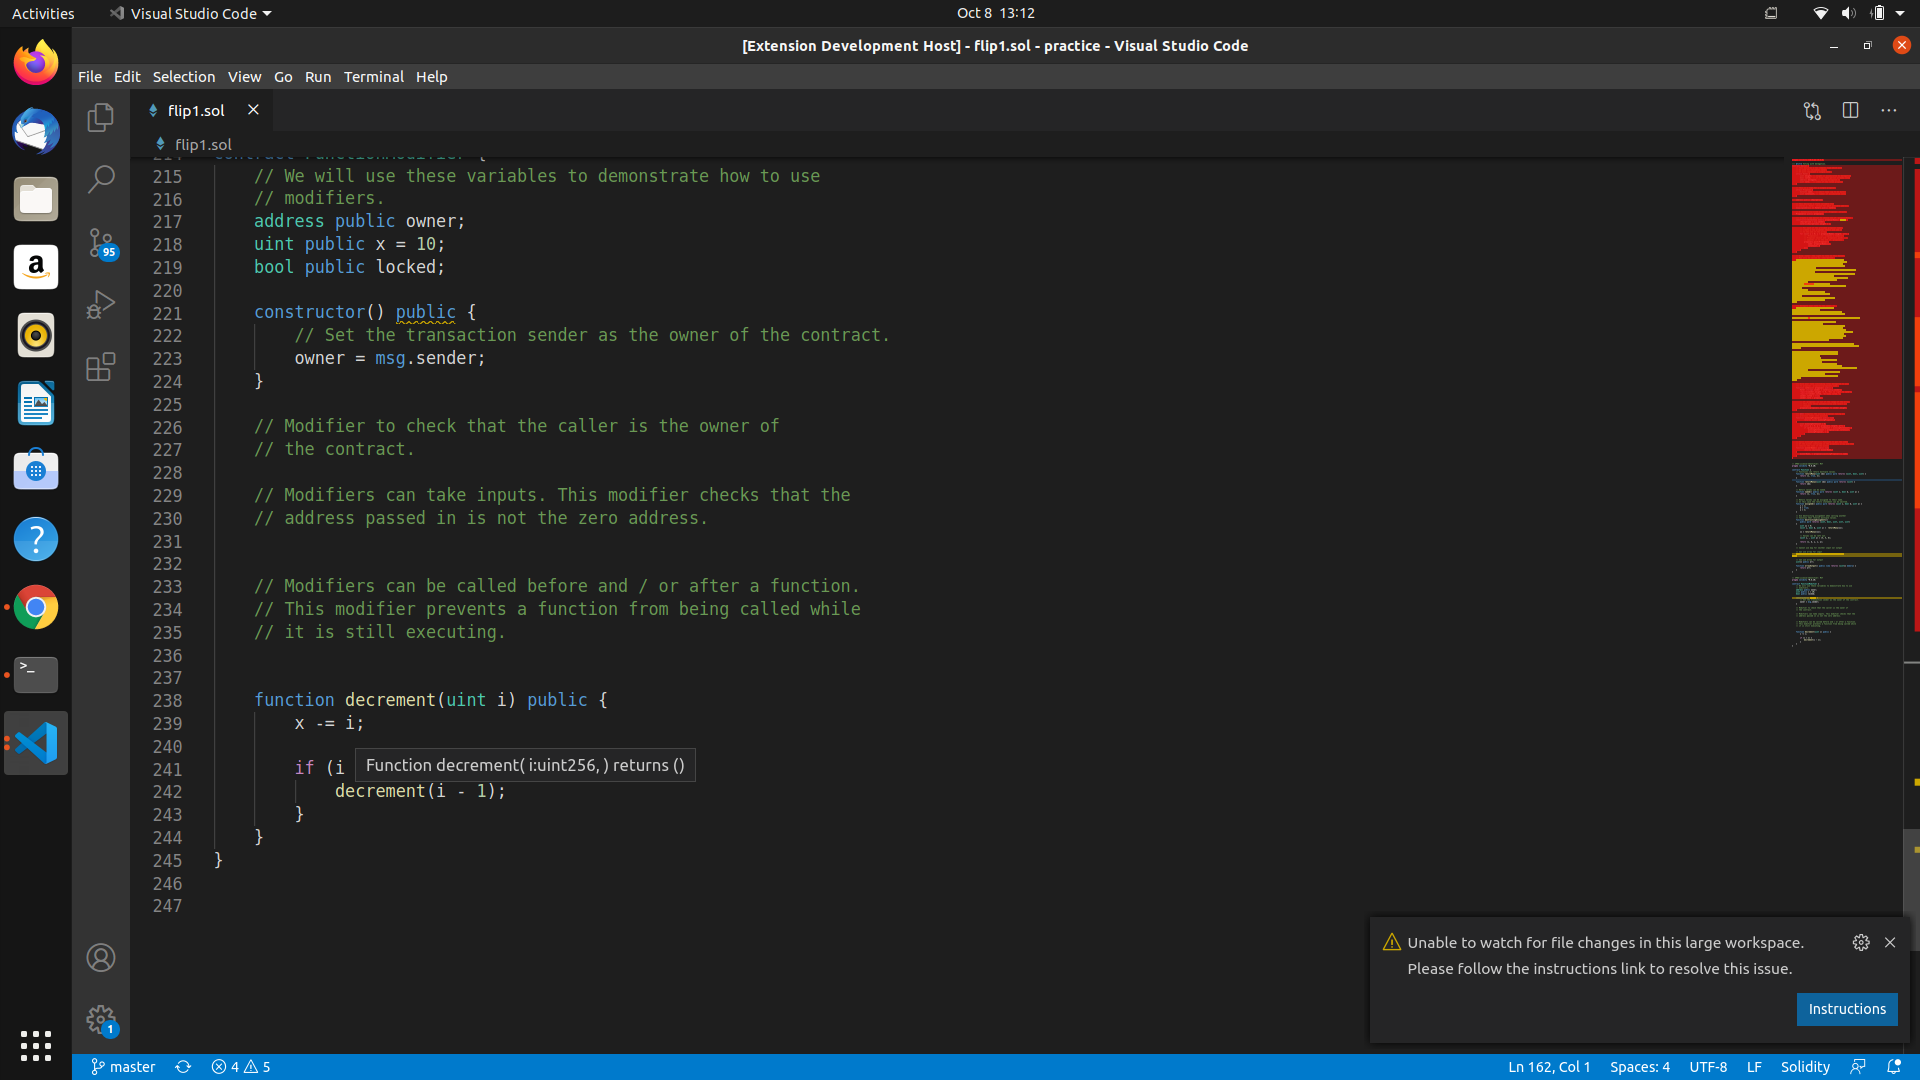 Activities
Visual Studio Code
Oct 8 13:12
[Extension Development Host] - flip1.sol - practice - Visual Studio Code
File Edit Selection View Go Run Terminal Help
flip1.sol
flip1.sol
215 // We will use these variables to demonstrate how to use
216 // modifiers.
217 address public owner;
218 uint public x = 10;
219 bool public locked;
220
221 constructor() public {
222 // Set the transaction sender as the owner of the contract.
223 owner = msg.sender;
224 }
225
226 // Modifier to check that the caller is the owner of
227 // the contract.
228
229 // Modifiers can take inputs. This modifier checks that the
230 // address passed in is not the zero address.
231
232
233 // Modifiers can be called before and / or after a function.
234 // This modifier prevents a function from being called while
235 // it is still executing.
236
237
238 function decrement(uint i) public {
239 x -= i;
240
241 if (i
Function decrement( i:uint256, ) returns ()
242 decrement(i - 1);
243 }
244 }
245 }
246
247
95
1
a
?
>_
Unable to watch for file changes in this large workspace.
Please follow the instructions link to resolve this issue.
Instructions
master 4 5
Ln 162, Col 1 Spaces: 4 UTF-8 LF Solidity